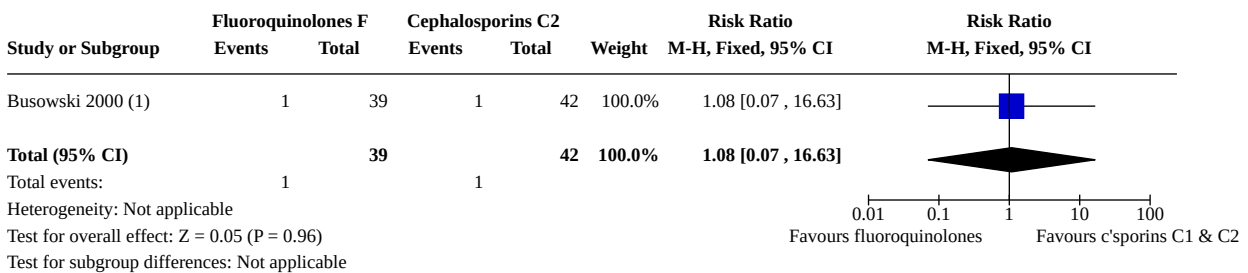 Fluoroquinolones F Cephalosporins C2 Risk Ratio Risk Ratio
Study or Subgroup Events Total Events Total Weight M-H, Fixed, 95% CI M-H, Fixed, 95% CI
Busowski 2000 (1) 1 39 1 42 100.0% 1.08 [0.07 , 16.63]
Total (95% CI) 39 42 100.0% 1.08 [0.07 , 16.63]
Total events: 1 1
Heterogeneity: Not applicable
0.01 0.1 1 10 100
Test for overall effect: Z = 0.05 (P = 0.96)
Favours fluoroquinolones Favours c'sporins C1 & C2
Test for subgroup differences: Not applicable